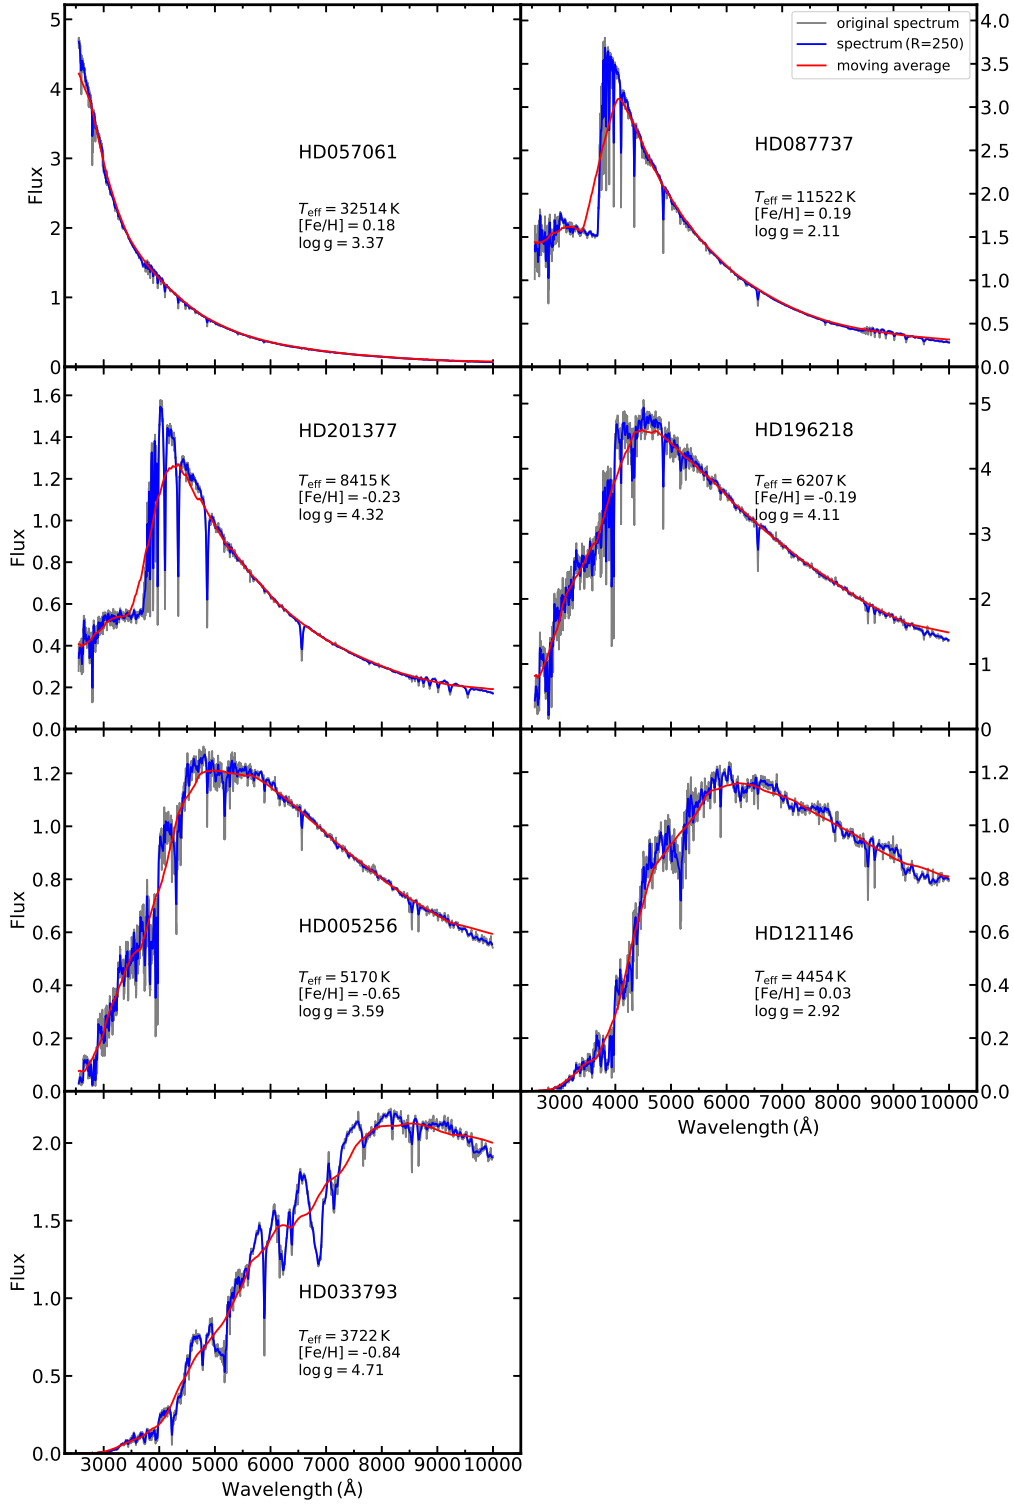 original spectrum
spectrum (R=250)
moving average
5
4
3
2
1
0
Flux
HD057061
Teff = 32514 K
[Fe/H] = 0.18
log g = 3.37
HD087737
Teff = 11522 K
[Fe/H] = 0.19
log g = 2.11
4.0
3.5
3.0
2.5
2.0
1.5
1.0
0.5
0.0
1.6
1.4
1.2
1.0
0.8
0.6
0.4
0.2
0.0
Flux
HD201377
Teff = 8415 K
[Fe/H] = -0.23
log g = 4.32
HD196218
Teff = 6207 K
[Fe/H] = -0.19
log g = 4.11
5
4
3
2
1
0
1.2
1.0
0.8
0.6
0.4
0.2
0.0
Flux
HD005256
Teff = 5170 K
[Fe/H] = -0.65
log g = 3.59
HD121146
Teff = 4454 K
[Fe/H] = 0.03
log g = 2.92
1.2
1.0
0.8
0.6
0.4
0.2
0.0
3000 4000 5000 6000 7000 8000 9000 10000
Wavelength (Å)
2.0
1.5
1.0
0.5
0.0
Flux
HD033793
Teff = 3722 K
[Fe/H] = -0.84
log g = 4.71
3000 4000 5000 6000 7000 8000 9000 10000
Wavelength (Å)